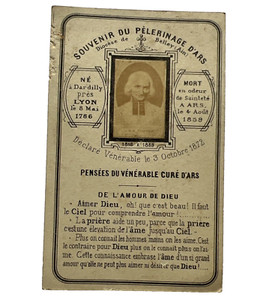 SOUVENIR DU PÈLERINAGE D'ARS
Diocèse de Belley, Ain
NÉ
à Dardilly
près
LYON
le 8 Mai
1786
MORT
en odeur
de Sainteté
A ARS,
le 4 Août
1859
1818 à 1859
Déclaré Vénérable le 3 Octobre 1872
PENSÉES DU VÉNÉRABLE CURÉ D'ARS
DE L'AMOUR DE DIEU
Aimer Dieu, oh! que c'est beau! Il faut
le Ciel pour comprendre l'amour!
La prière aide un peu, parce que la prière
c'est une élévation de l'âme jusqu'au Ciel.
Plus on connait les hommes moins on les aime. C'est
le contraire pour Dieu: plus on le connait plus on l'aime.
Cette connaissance embrase l'âme d'un si grand
amour qu'elle ne peut plus aimer ni désirer que Dieu!